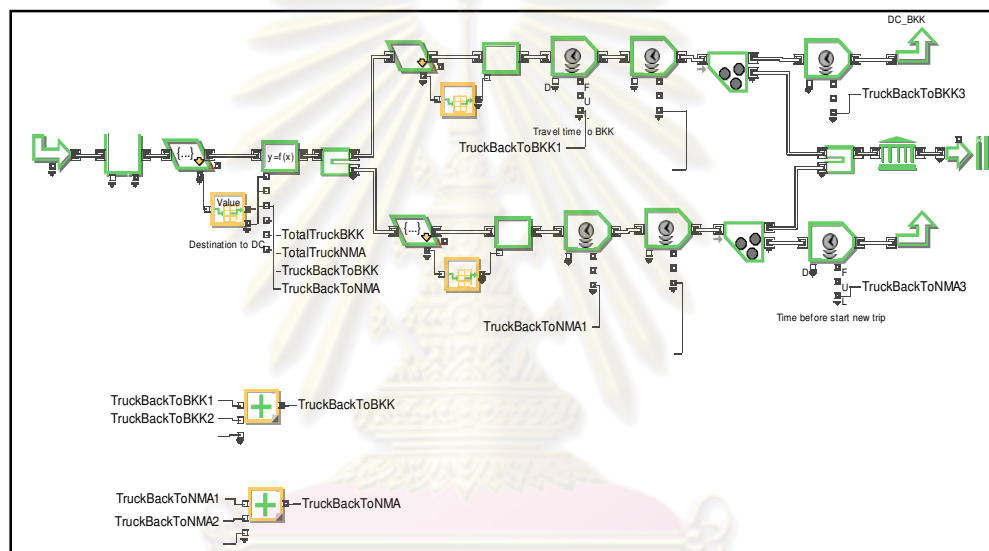 DC_BKK
D
F
U
L
TruckBackToBKK3
Travel time to BKK
TruckBackToBKK1
{...}
y=f(x)
Value
Destination to DC
TotalTruckBKK
TotalTruckNMA
TruckBackToBKK
TruckBackToNMA
{...}
TruckBackToNMA1
D
F
U
L
TruckBackToNMA3
Time before start new trip
TruckBackToBKK1
TruckBackToBKK2
TruckBackToBKK
TruckBackToNMA1
TruckBackToNMA2
TruckBackToNMA